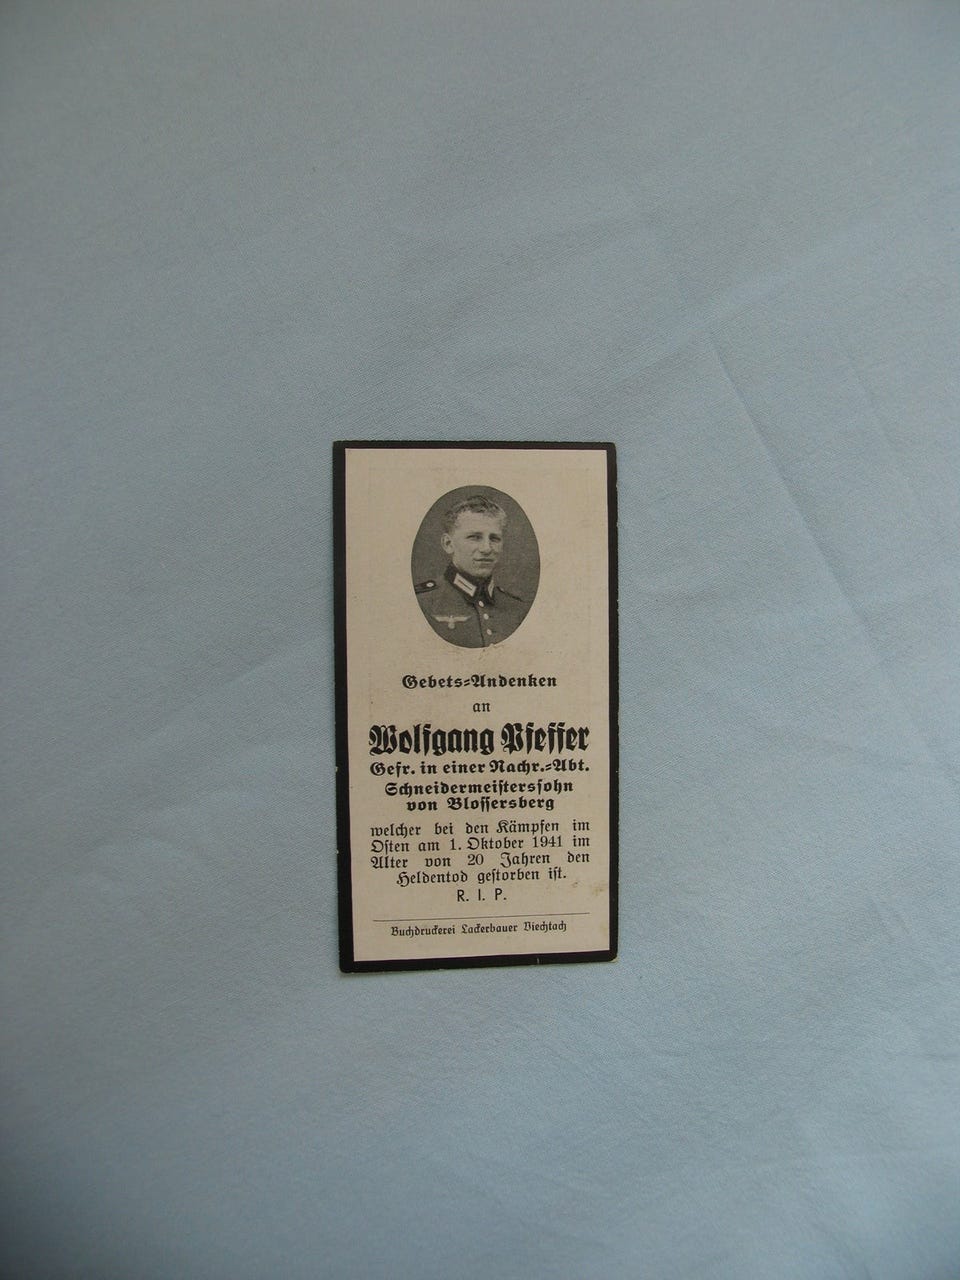 Gebets-Andenken
an
Wolfgang Pfeffer
Gefr. in einer Nachr.-Abt.
Schneidermeisterssohn
von Blossersberg
welcher bei den Kämpfen im
Osten am 1. Oktober 1941 im
Alter von 20 Jahren den
Heldentod gestorben ist.
R. I. P.
Buchdruckerei Lackerbauer Viechtach